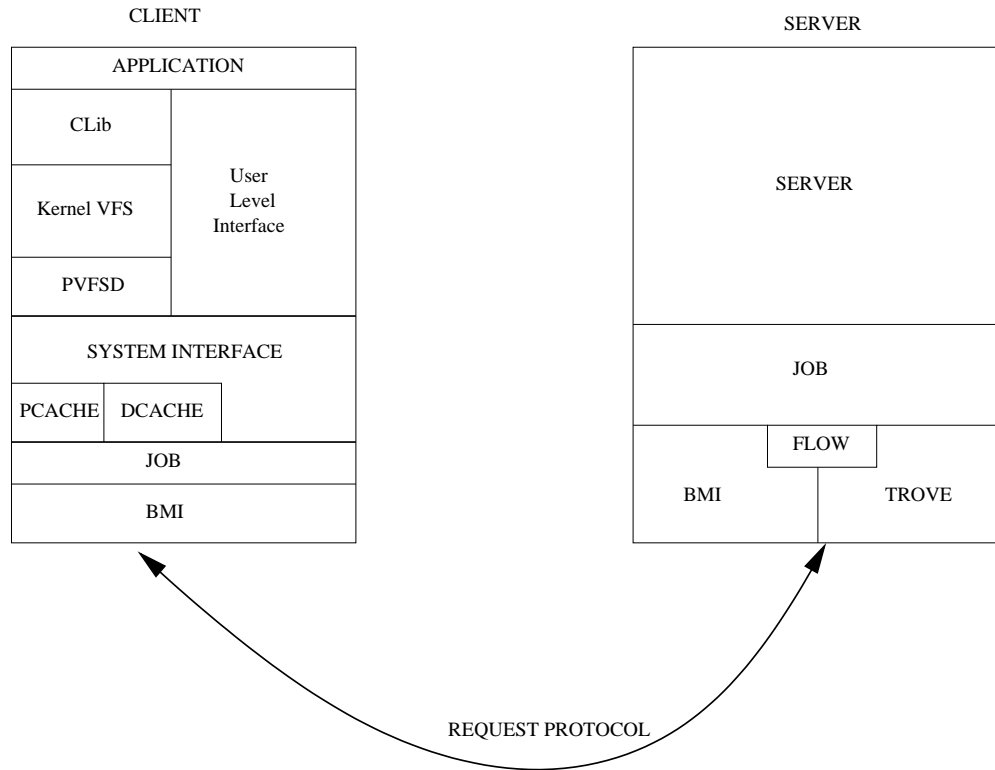 CLIENT
APPLICATION
CLib
Kernel VFS
PVFSD
User
Level
Interface
SYSTEM INTERFACE
PCACHE
DCACHE
JOB
BMI
SERVER
SERVER
JOB
FLOW
BMI
TROVE
REQUEST PROTOCOL